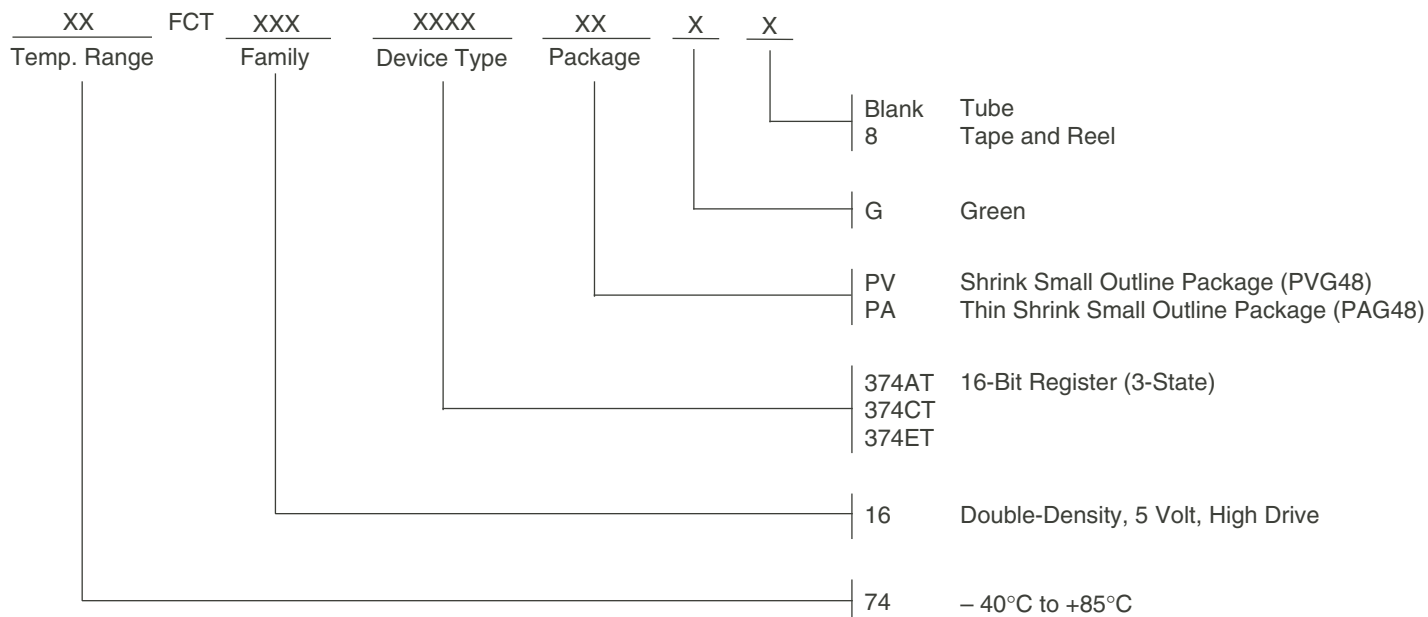 XX FCT XXX XXXX XX X X
Temp. Range Family Device Type Package
Blank Tube
8 Tape and Reel
G Green
PV Shrink Small Outline Package (PVG48)
PA Thin Shrink Small Outline Package (PAG48)
374AT 16-Bit Register (3-State)
374CT
374ET
16 Double-Density, 5 Volt, High Drive
74 – 40°C to +85°C